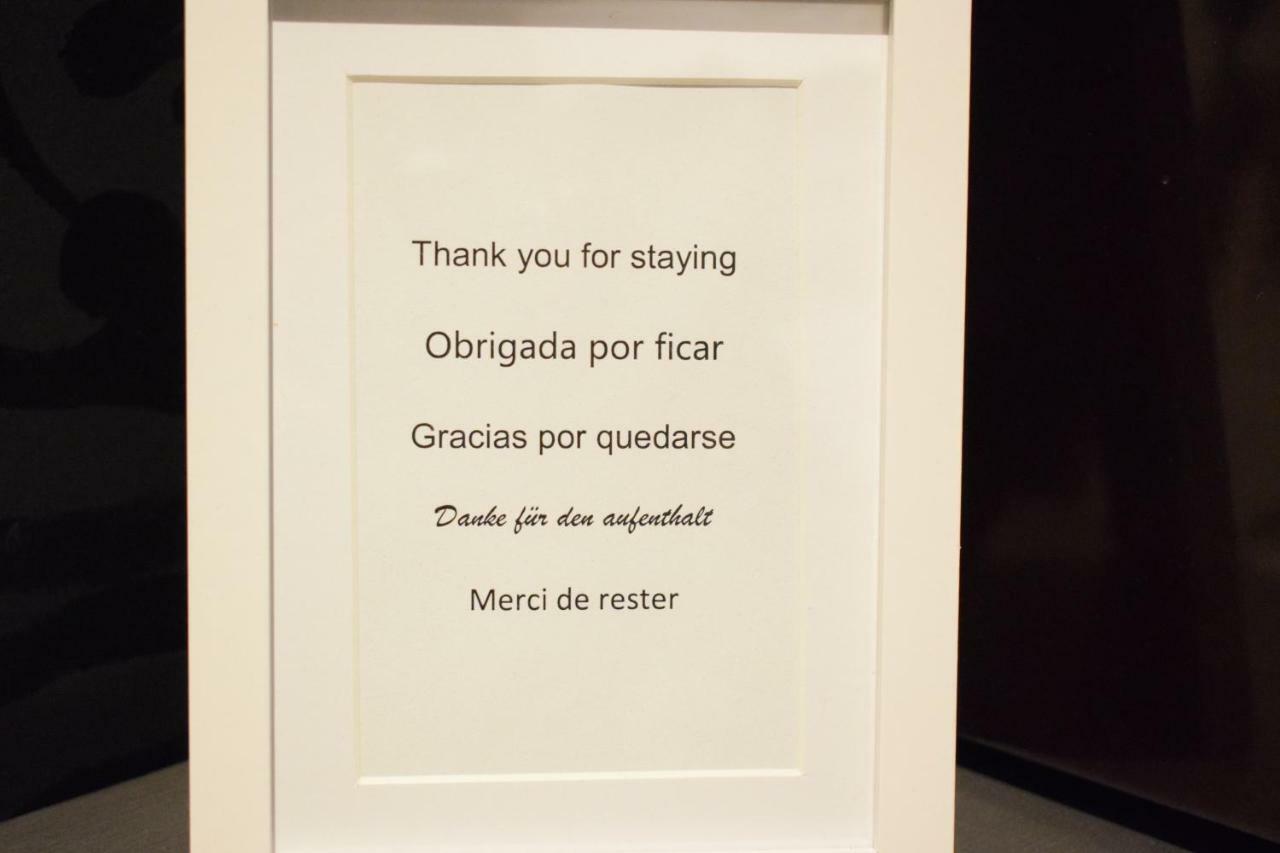 Thank you for staying
Obrigada por ficar
Gracias por quedarse
Danke für den aufenthalt
Merci de rester